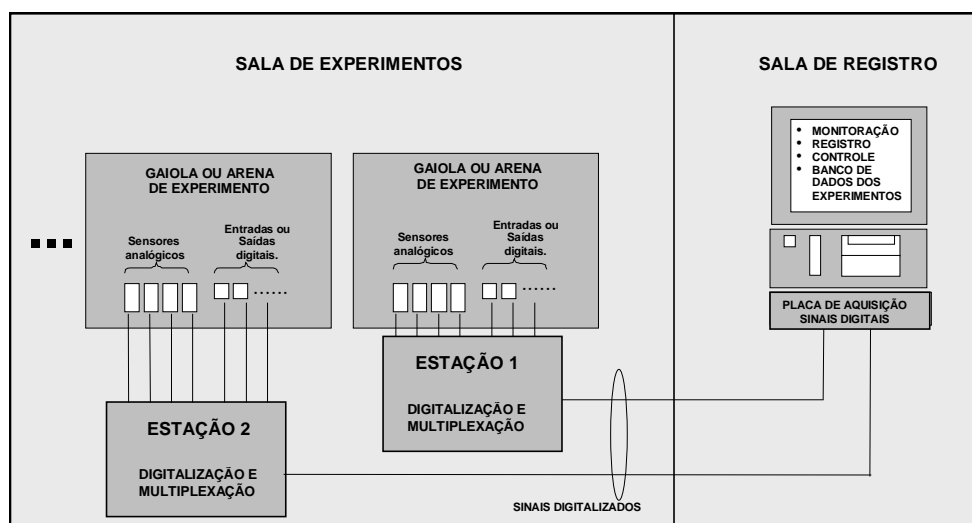 SALA DE EXPERIMENTOS
GAIOLA OU ARENA
DE EXPERIMENTO
Sensores
analógicos
Entradas ou
Saídas
digitais.
ESTAÇÃO 2
DIGITALIZAÇÃO E
MULTIPLEXAÇÃO
GAIOLA OU ARENA
DE EXPERIMENTO
Sensores
analógicos
Entradas ou
Saídas
digitais.
ESTAÇÃO 1
DIGITALIZAÇÃO E
MULTIPLEXAÇÃO
SINAIS DIGITALIZADOS
SALA DE REGISTRO
• MONITORAÇÃO
• REGISTRO
• CONTROLE
• BANCO DE
DADOS DOS
EXPERIMENTOS
PLACA DE AQUISIÇÃO
SINAIS DIGITAIS